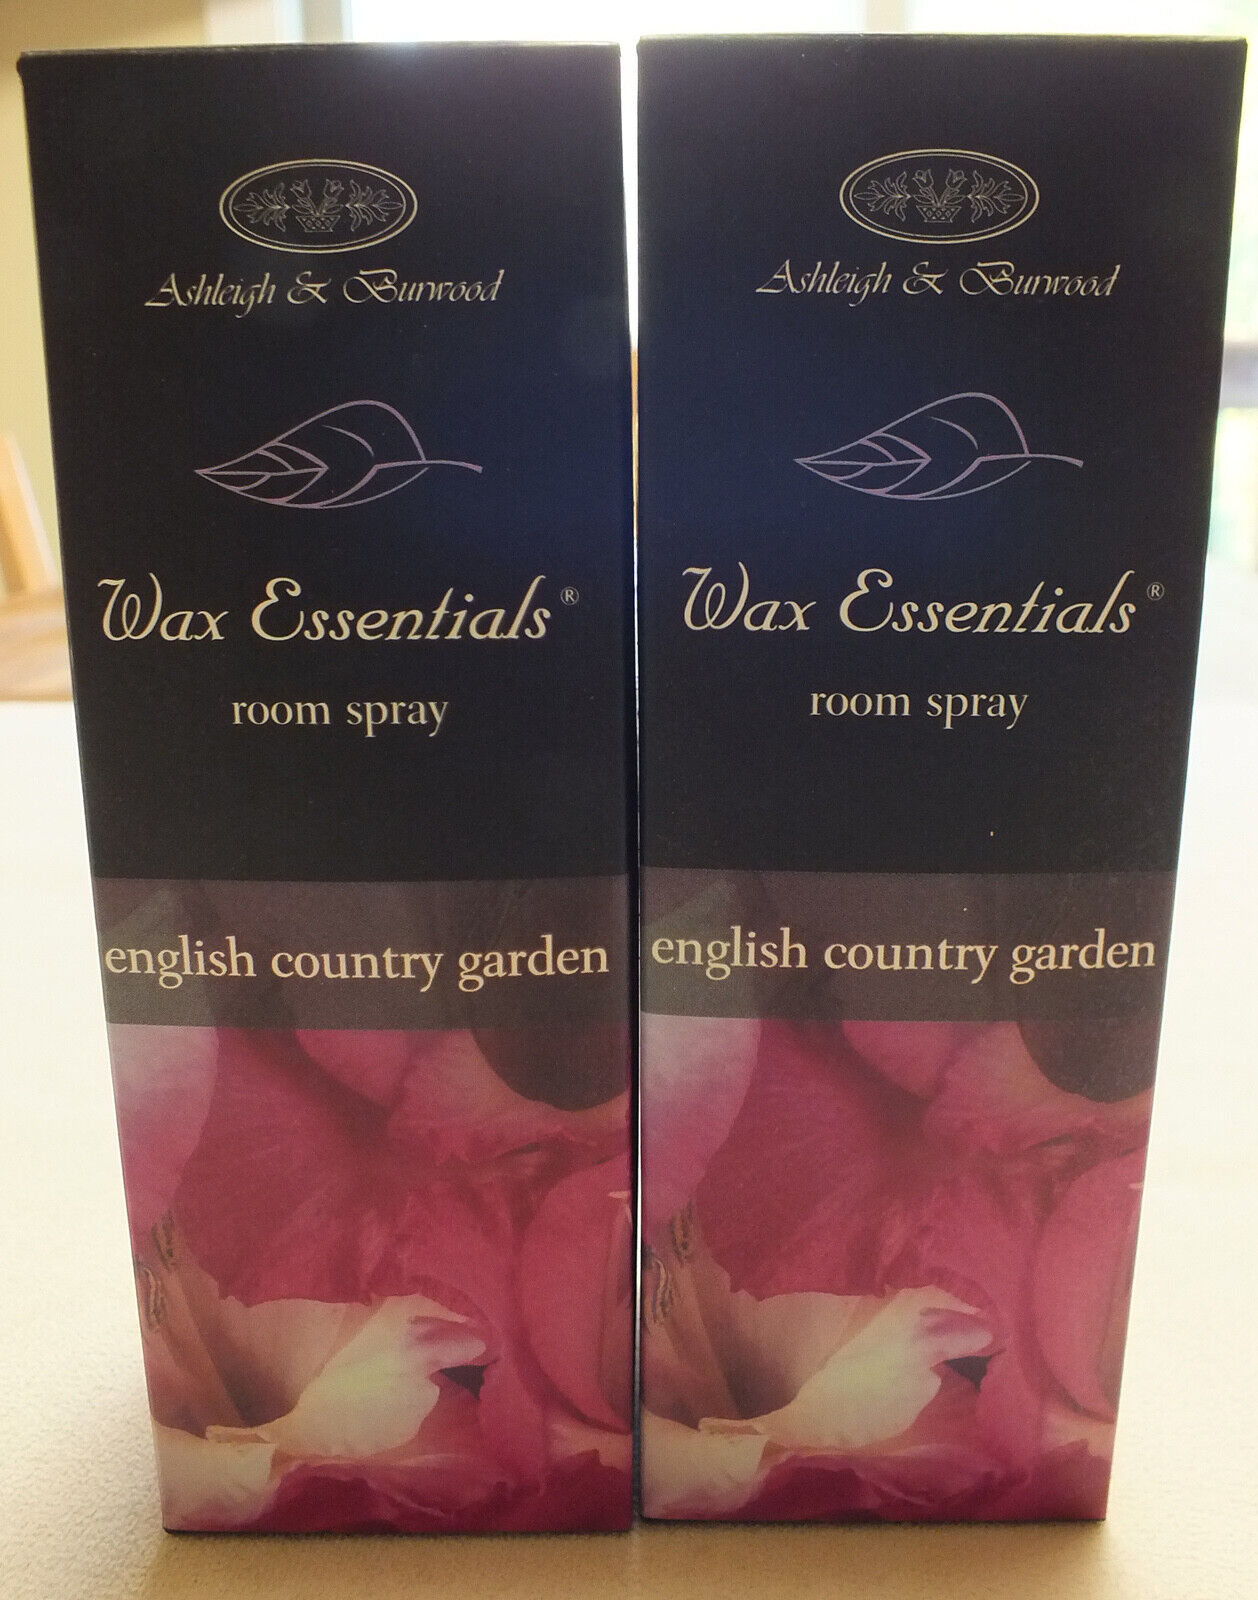 Ashleigh & Burwood
Wax Essentials®
room spray
english country garden
Ashleigh & Burwood
Wax Essentials®
room spray
english country garden